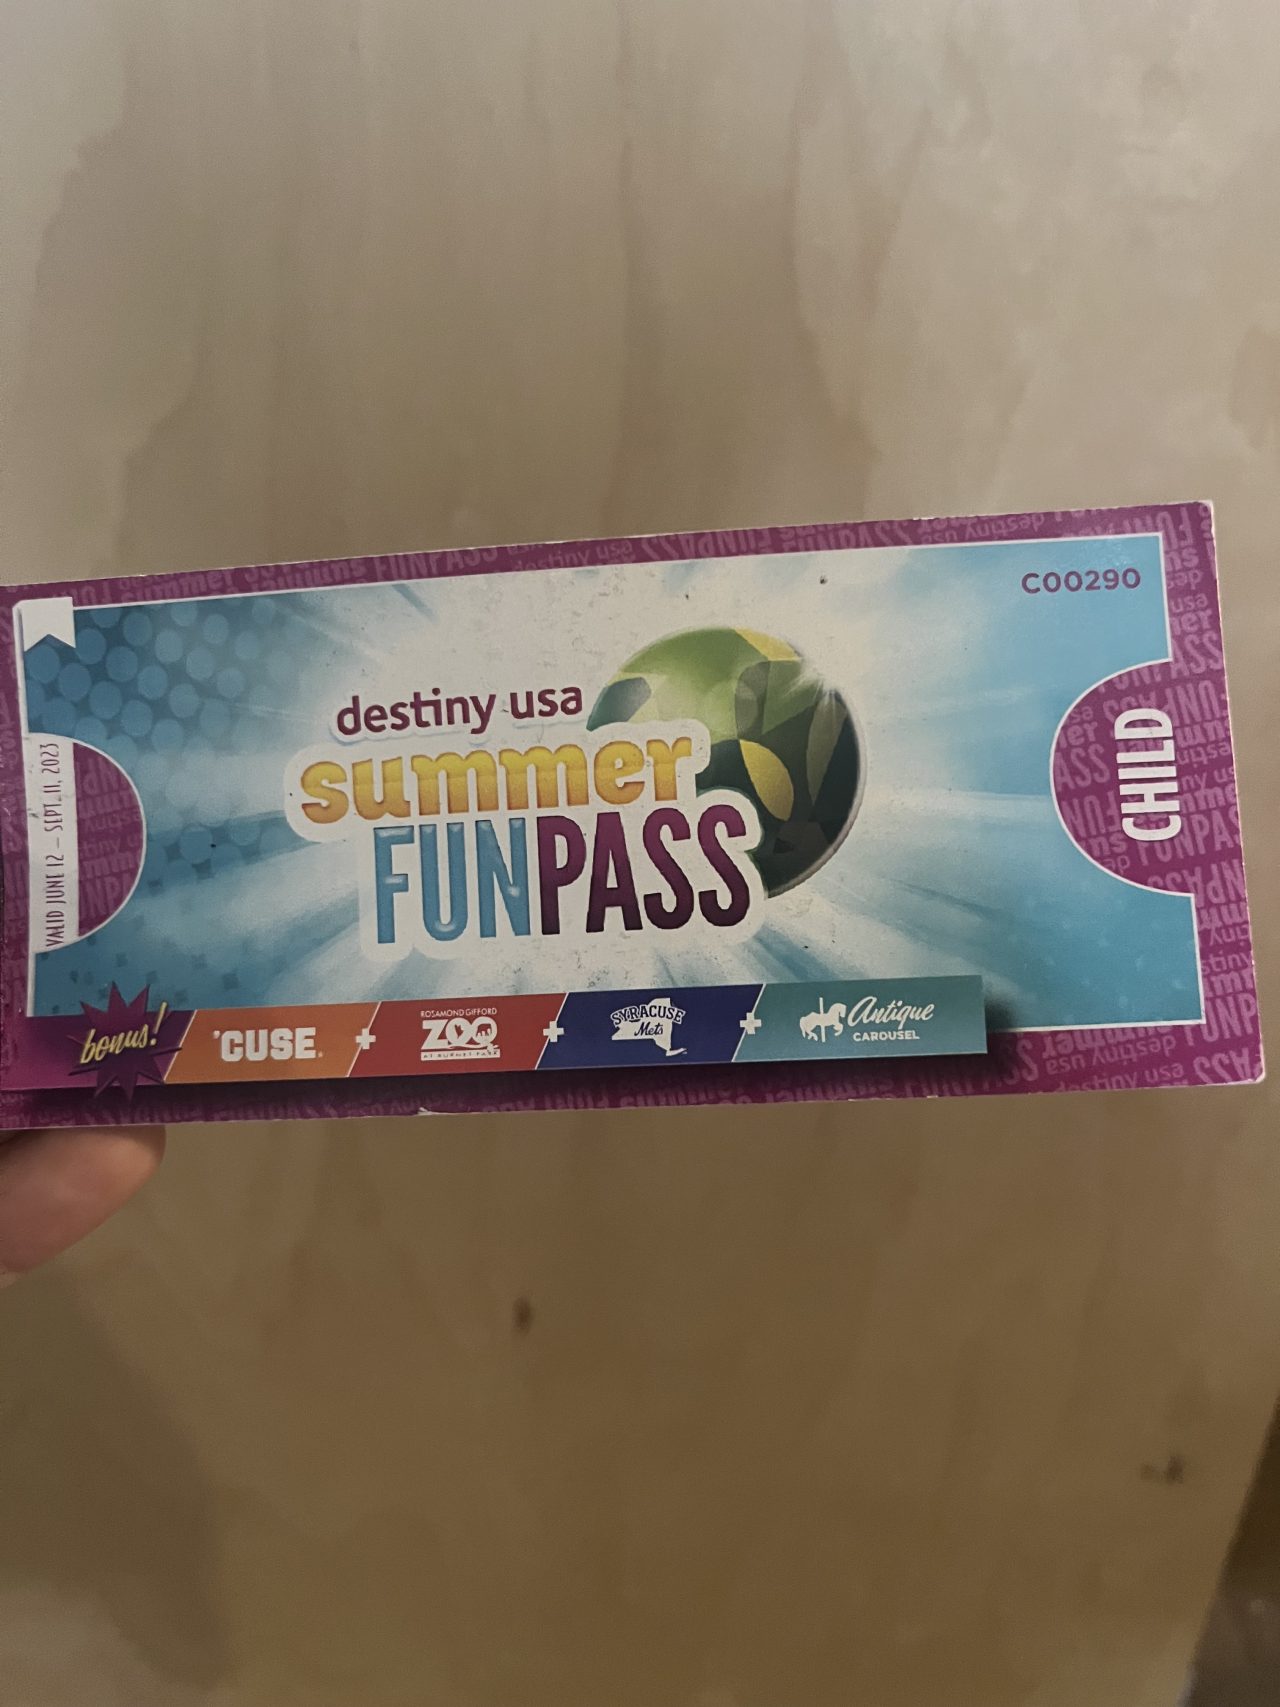 C00290
destiny usa
summer
FUNPASS
CHILD
VALID JUNE 12 – SEPT. 11, 2023
bonus!
'CUSE
+
ROSAMOND GIFFORD
ZOO
AT BURNET PARK
+
SYRACUSE
Mets
+
Antique
CAROUSEL